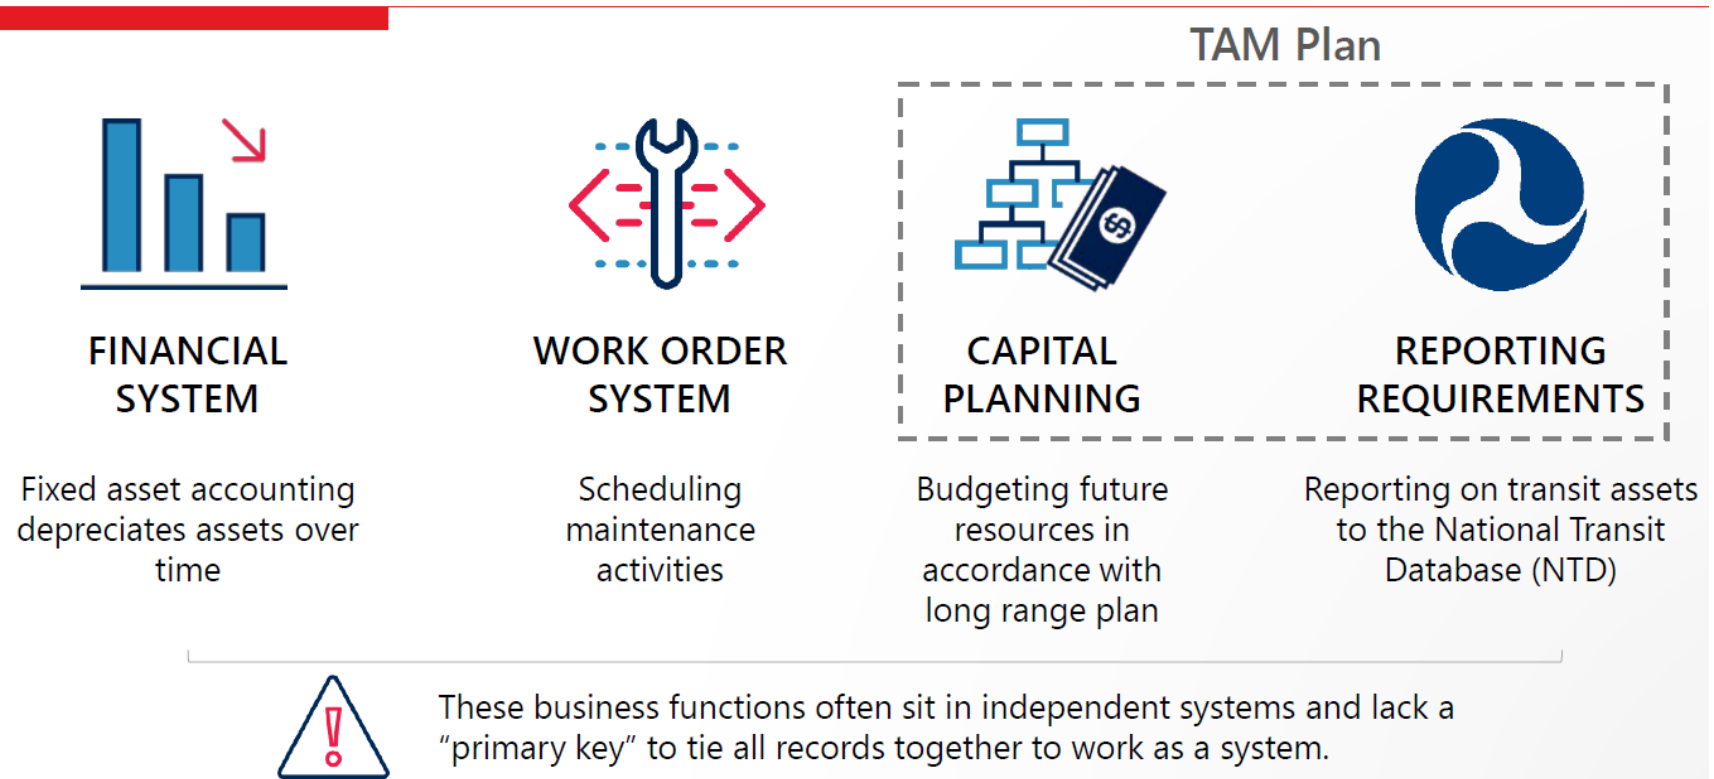 TAM Plan
FINANCIAL
SYSTEM
Fixed asset accounting
depreciates assets over
time
WORK ORDER
SYSTEM
Scheduling
maintenance
activities
$
CAPITAL
PLANNING
Budgeting future
resources in
accordance with
long range plan
REPORTING
REQUIREMENTS
Reporting on transit assets
to the National Transit
Database (NTD)
!
These business functions often sit in independent systems and lack a
“primary key” to tie all records together to work as a system.